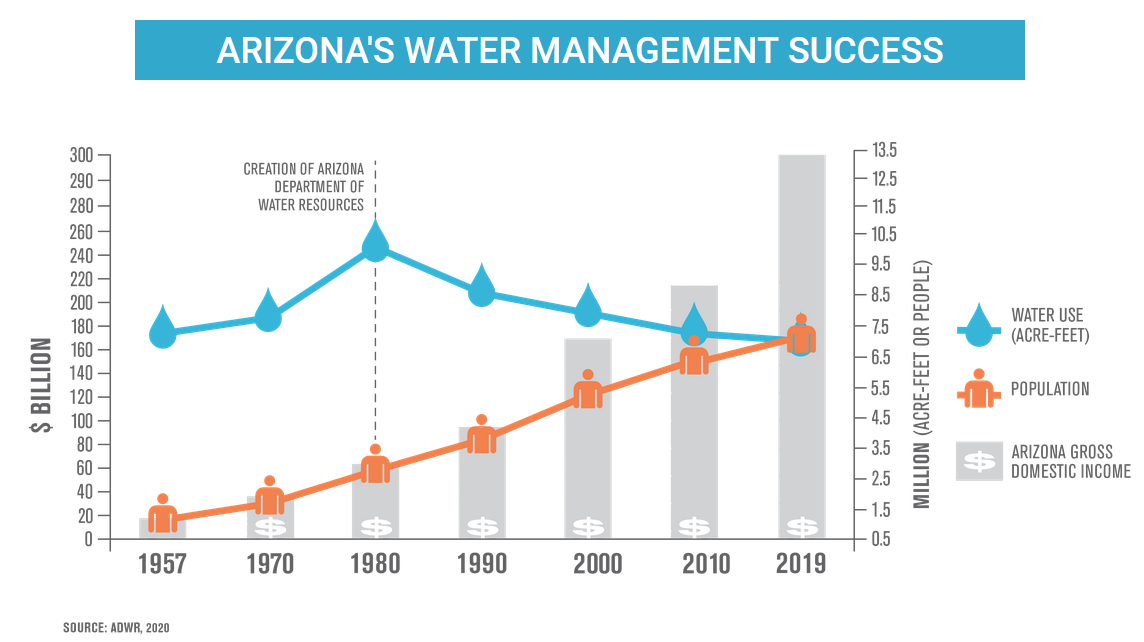 ARIZONA'S WATER MANAGEMENT SUCCESS
CREATION OF ARIZONA
DEPARTMENT OF
WATER RESOURCES
300
290
280
260
240
220
200
180
160
140
120
100
80
60
40
20
0
$ BILLION
13.5
12.5
11.5
10.5
9.5
8.5
7.5
6.5
5.5
4.5
3.5
2.5
1.5
0.5
MILLION (ACRE-FEET OR PEOPLE)
WATER USE
(ACRE-FEET)
POPULATION
$
ARIZONA GROSS
DOMESTIC INCOME
$ $ $ $ $ $
1957 1970 1980 1990 2000 2010 2019
SOURCE: ADWR, 2020